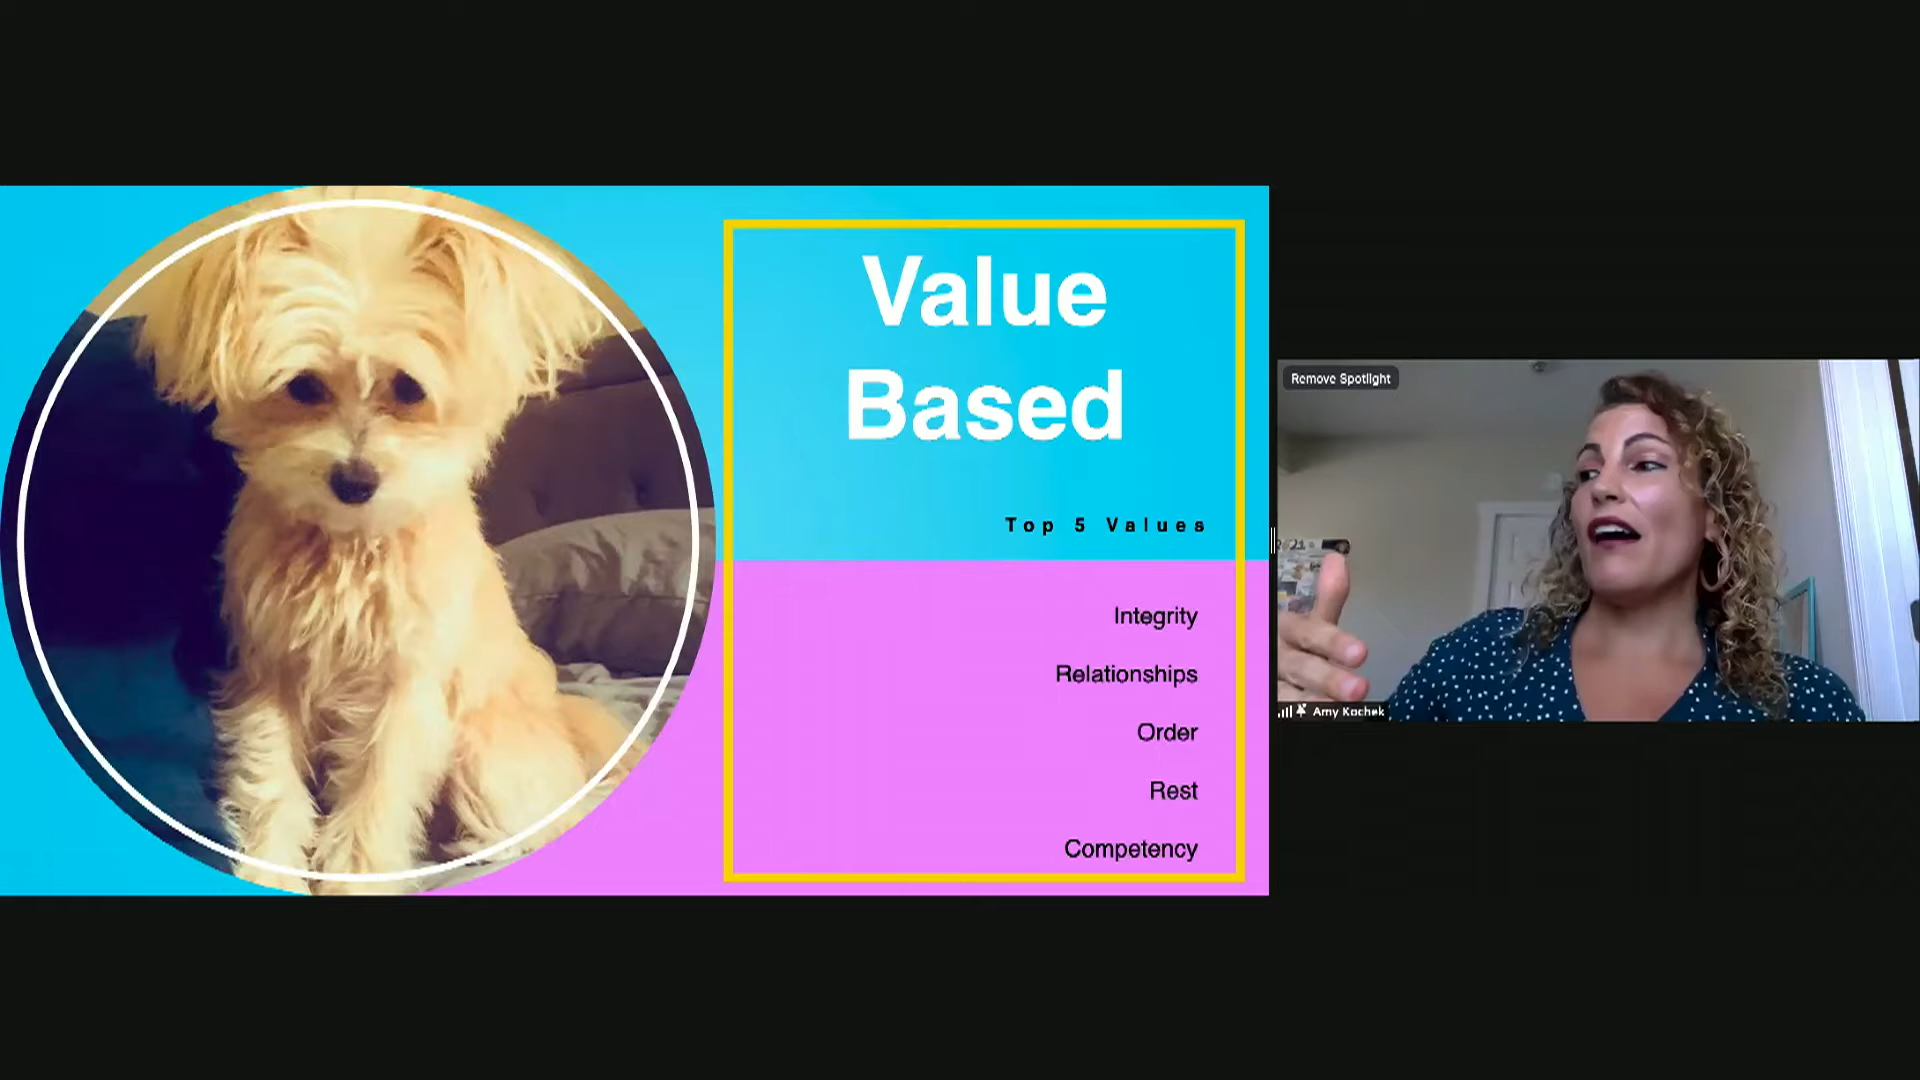 Value
Based
Top 5 Values
Integrity
Relationships
Order
Rest
Competency
Remove Spotlight
Amy Kochek